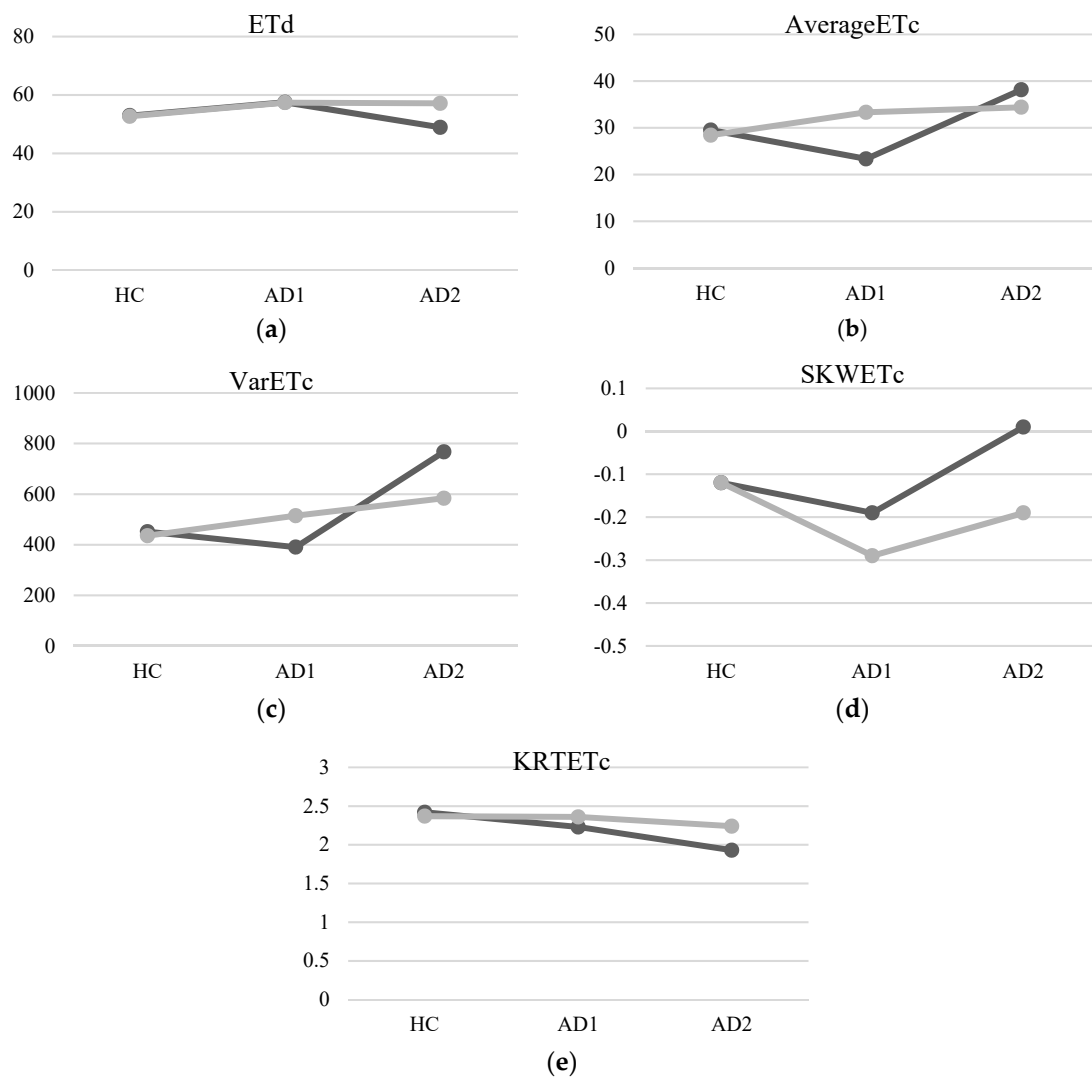 ETd
80
60
40
20
0
HC AD1 AD2
(a)
AverageETc
50
40
30
20
10
0
HC AD1 AD2
(b)
VarETc
1000
800
600
400
200
0
HC AD1 AD2
(c)
SKWETc
0.1
0
-0.1
-0.2
-0.3
-0.4
-0.5
HC AD1 AD2
(d)
KRTETc
3
2.5
2
1.5
1
0.5
0
HC AD1 AD2
(e)